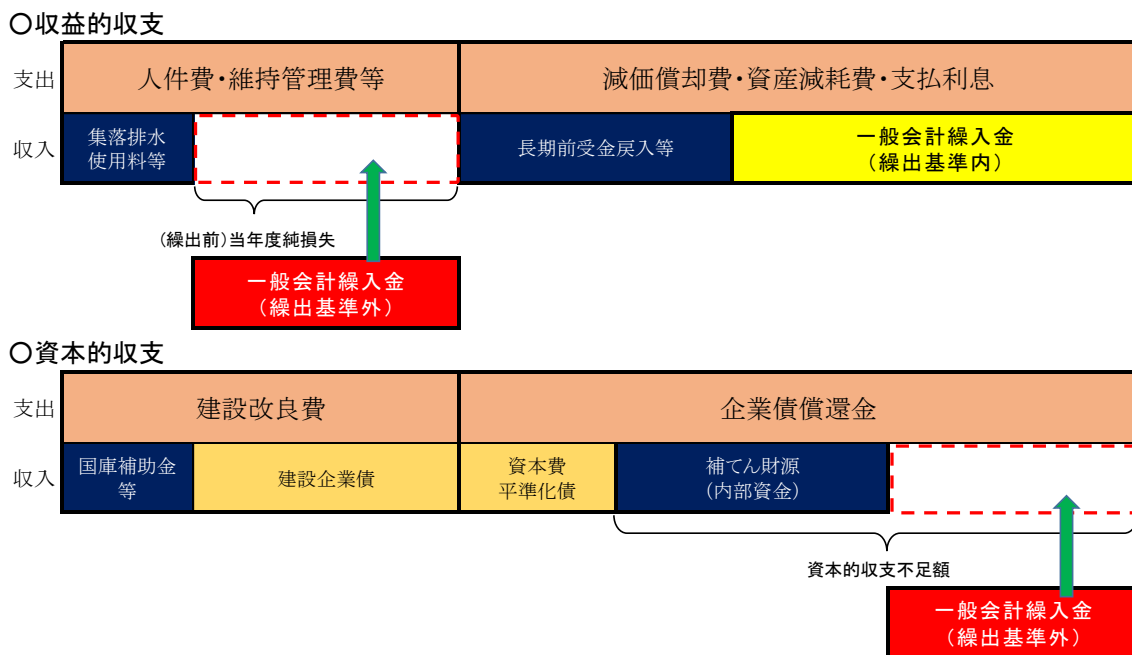 〇収益的収支
支出
人件費・維持管理費等
減価償却費・資産減耗費・支払利息
収入
集落排水
使用料等
長期前受金戻入等
一般会計繰入金
(繰出基準内)
(繰出前)当年度純損失
一般会計繰入金
(繰出基準外)
〇資本的収支
支出
建設改良費
企業債償還金
収入
国庫補助金
等
建設企業債
資本費
平準化債
補てん財源
(内部資金)
資本的収支不足額
一般会計繰入金
(繰出基準外)